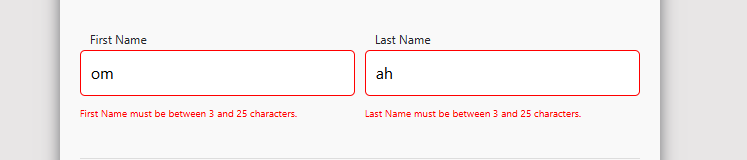 First Name
Last Name
om
ah
First Name must be between 3 and 25 characters.
Last Name must be between 3 and 25 characters.